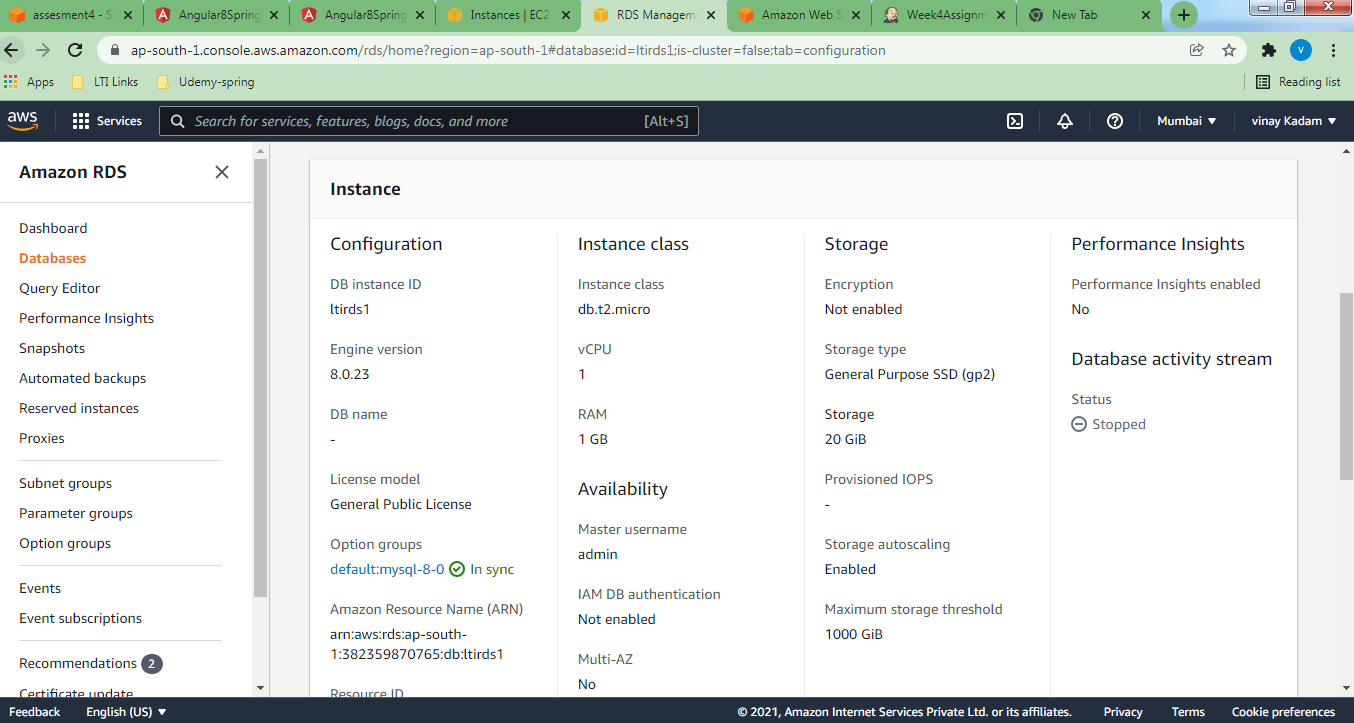 assesment4 - S
Angular8Spring
Angular8Spring
Instances | EC2
RDS Managem
Amazon Web S
Week4Assignm
New Tab
ap-south-1.console.aws.amazon.com/rds/home?region=ap-south-1#database:id=ltirds1;is-cluster=false;tab=configuration
V
Apps
LTI Links
Udemy-spring
Reading list
aws
Services
Search for services, features, blogs, docs, and more
[Alt+S]
Mumbai
vinay Kadam
Amazon RDS
Dashboard
Databases
Query Editor
Performance Insights
Snapshots
Automated backups
Reserved instances
Proxies
Subnet groups
Parameter groups
Option groups
Events
Event subscriptions
Recommendations 2
Certificate update
Instance
Configuration
DB instance ID
ltirds1
Engine version
8.0.23
DB name
-
License model
General Public License
Option groups
default:mysql-8-0 In sync
Amazon Resource Name (ARN)
arn:aws:rds:ap-south-
1:382359870765:db:ltirds1
Resource ID
Instance class
Instance class
db.t2.micro
vCPU
1
RAM
1 GB
Availability
Master username
admin
IAM DB authentication
Not enabled
Multi-AZ
No
Storage
Encryption
Not enabled
Storage type
General Purpose SSD (gp2)
Storage
20 GiB
Provisioned IOPS
-
Storage autoscaling
Enabled
Maximum storage threshold
1000 GiB
Performance Insights
Performance Insights enabled
No
Database activity stream
Status
Stopped
Feedback
English (US)
© 2021, Amazon Internet Services Private Ltd. or its affiliates.
Privacy
Terms
Cookie preferences